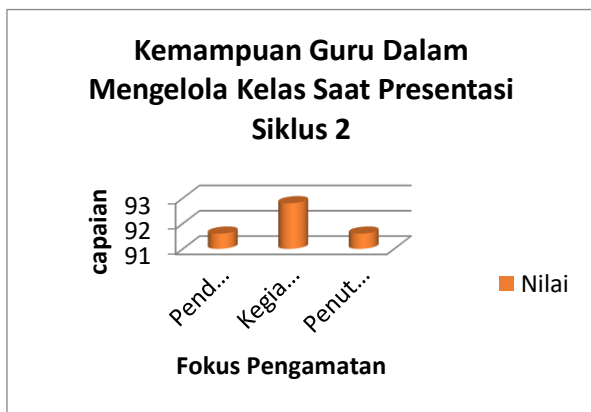 Kemampuan Guru Dalam
Mengelola Kelas Saat Presentasi
Siklus 2
capaian
93
92
91
Pend...
Kegia...
Penut...
Nilai
Fokus Pengamatan